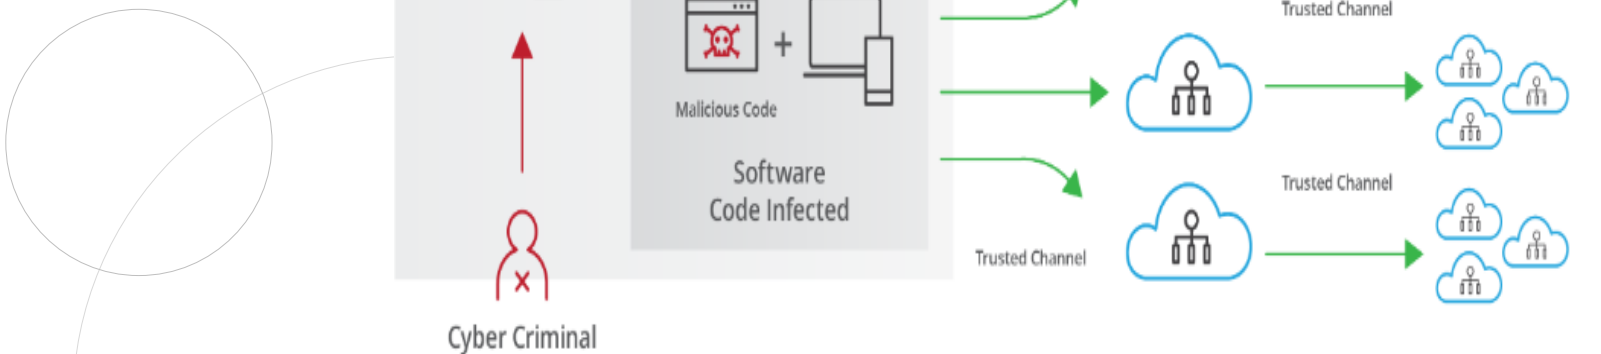 Trusted Channel
Malicious Code
Software
Code Infected
Trusted Channel
Trusted Channel
Cyber Criminal